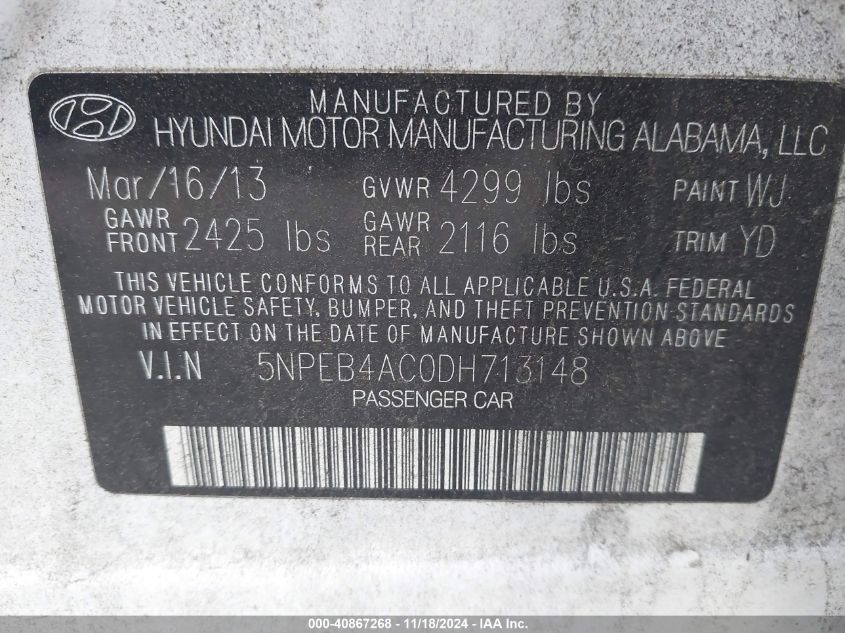 MANUFACTURED BY
HYUNDAI MOTOR MANUFACTURING ALABAMA, LLC
Mar/16/13 GVWR 4299 lbs PAINT WJ
GAWR FRONT 2425 lbs GAWR REAR 2116 lbs TRIM YD
THIS VEHICLE CONFORMS TO ALL APPLICABLE U.S.A. FEDERAL
MOTOR VEHICLE SAFETY, BUMPER, AND THEFT PREVENTION STANDARDS
IN EFFECT ON THE DATE OF MANUFACTURE SHOWN ABOVE
V.I.N 5NPEB4AC0DH713148
PASSENGER CAR
000-40867268 - 11/18/2024 - IAAI.com